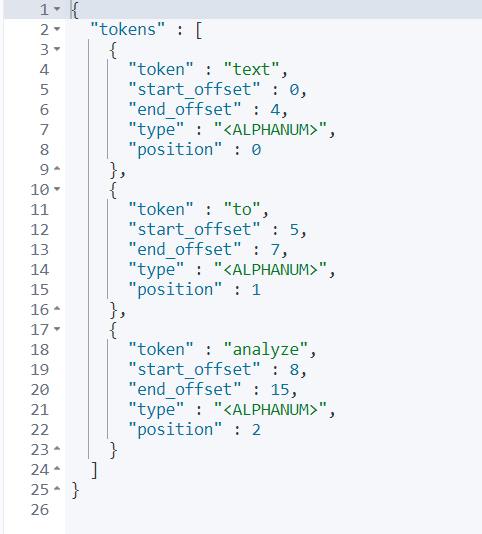 1 {
2 "tokens" : [
3 {
4 "token" : "text",
5 "start_offset" : 0,
6 "end_offset" : 4,
7 "type" : "<ALPHANUM>",
8 "position" : 0
9 },
10 {
11 "token" : "to",
12 "start_offset" : 5,
13 "end_offset" : 7,
14 "type" : "<ALPHANUM>",
15 "position" : 1
16 },
17 {
18 "token" : "analyze",
19 "start_offset" : 8,
20 "end_offset" : 15,
21 "type" : "<ALPHANUM>",
22 "position" : 2
23 }
24 ]
25 }
26